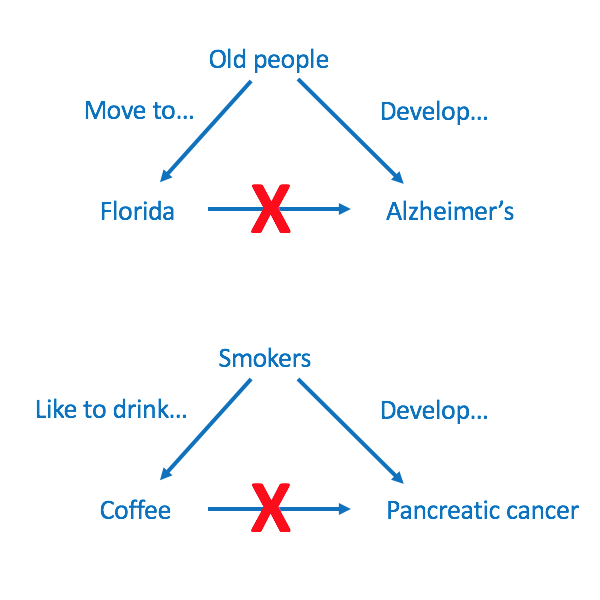 Old people
Move to...
Develop...
Florida
X
Alzheimer’s
Smokers
Like to drink...
Develop...
Coffee
X
Pancreatic cancer